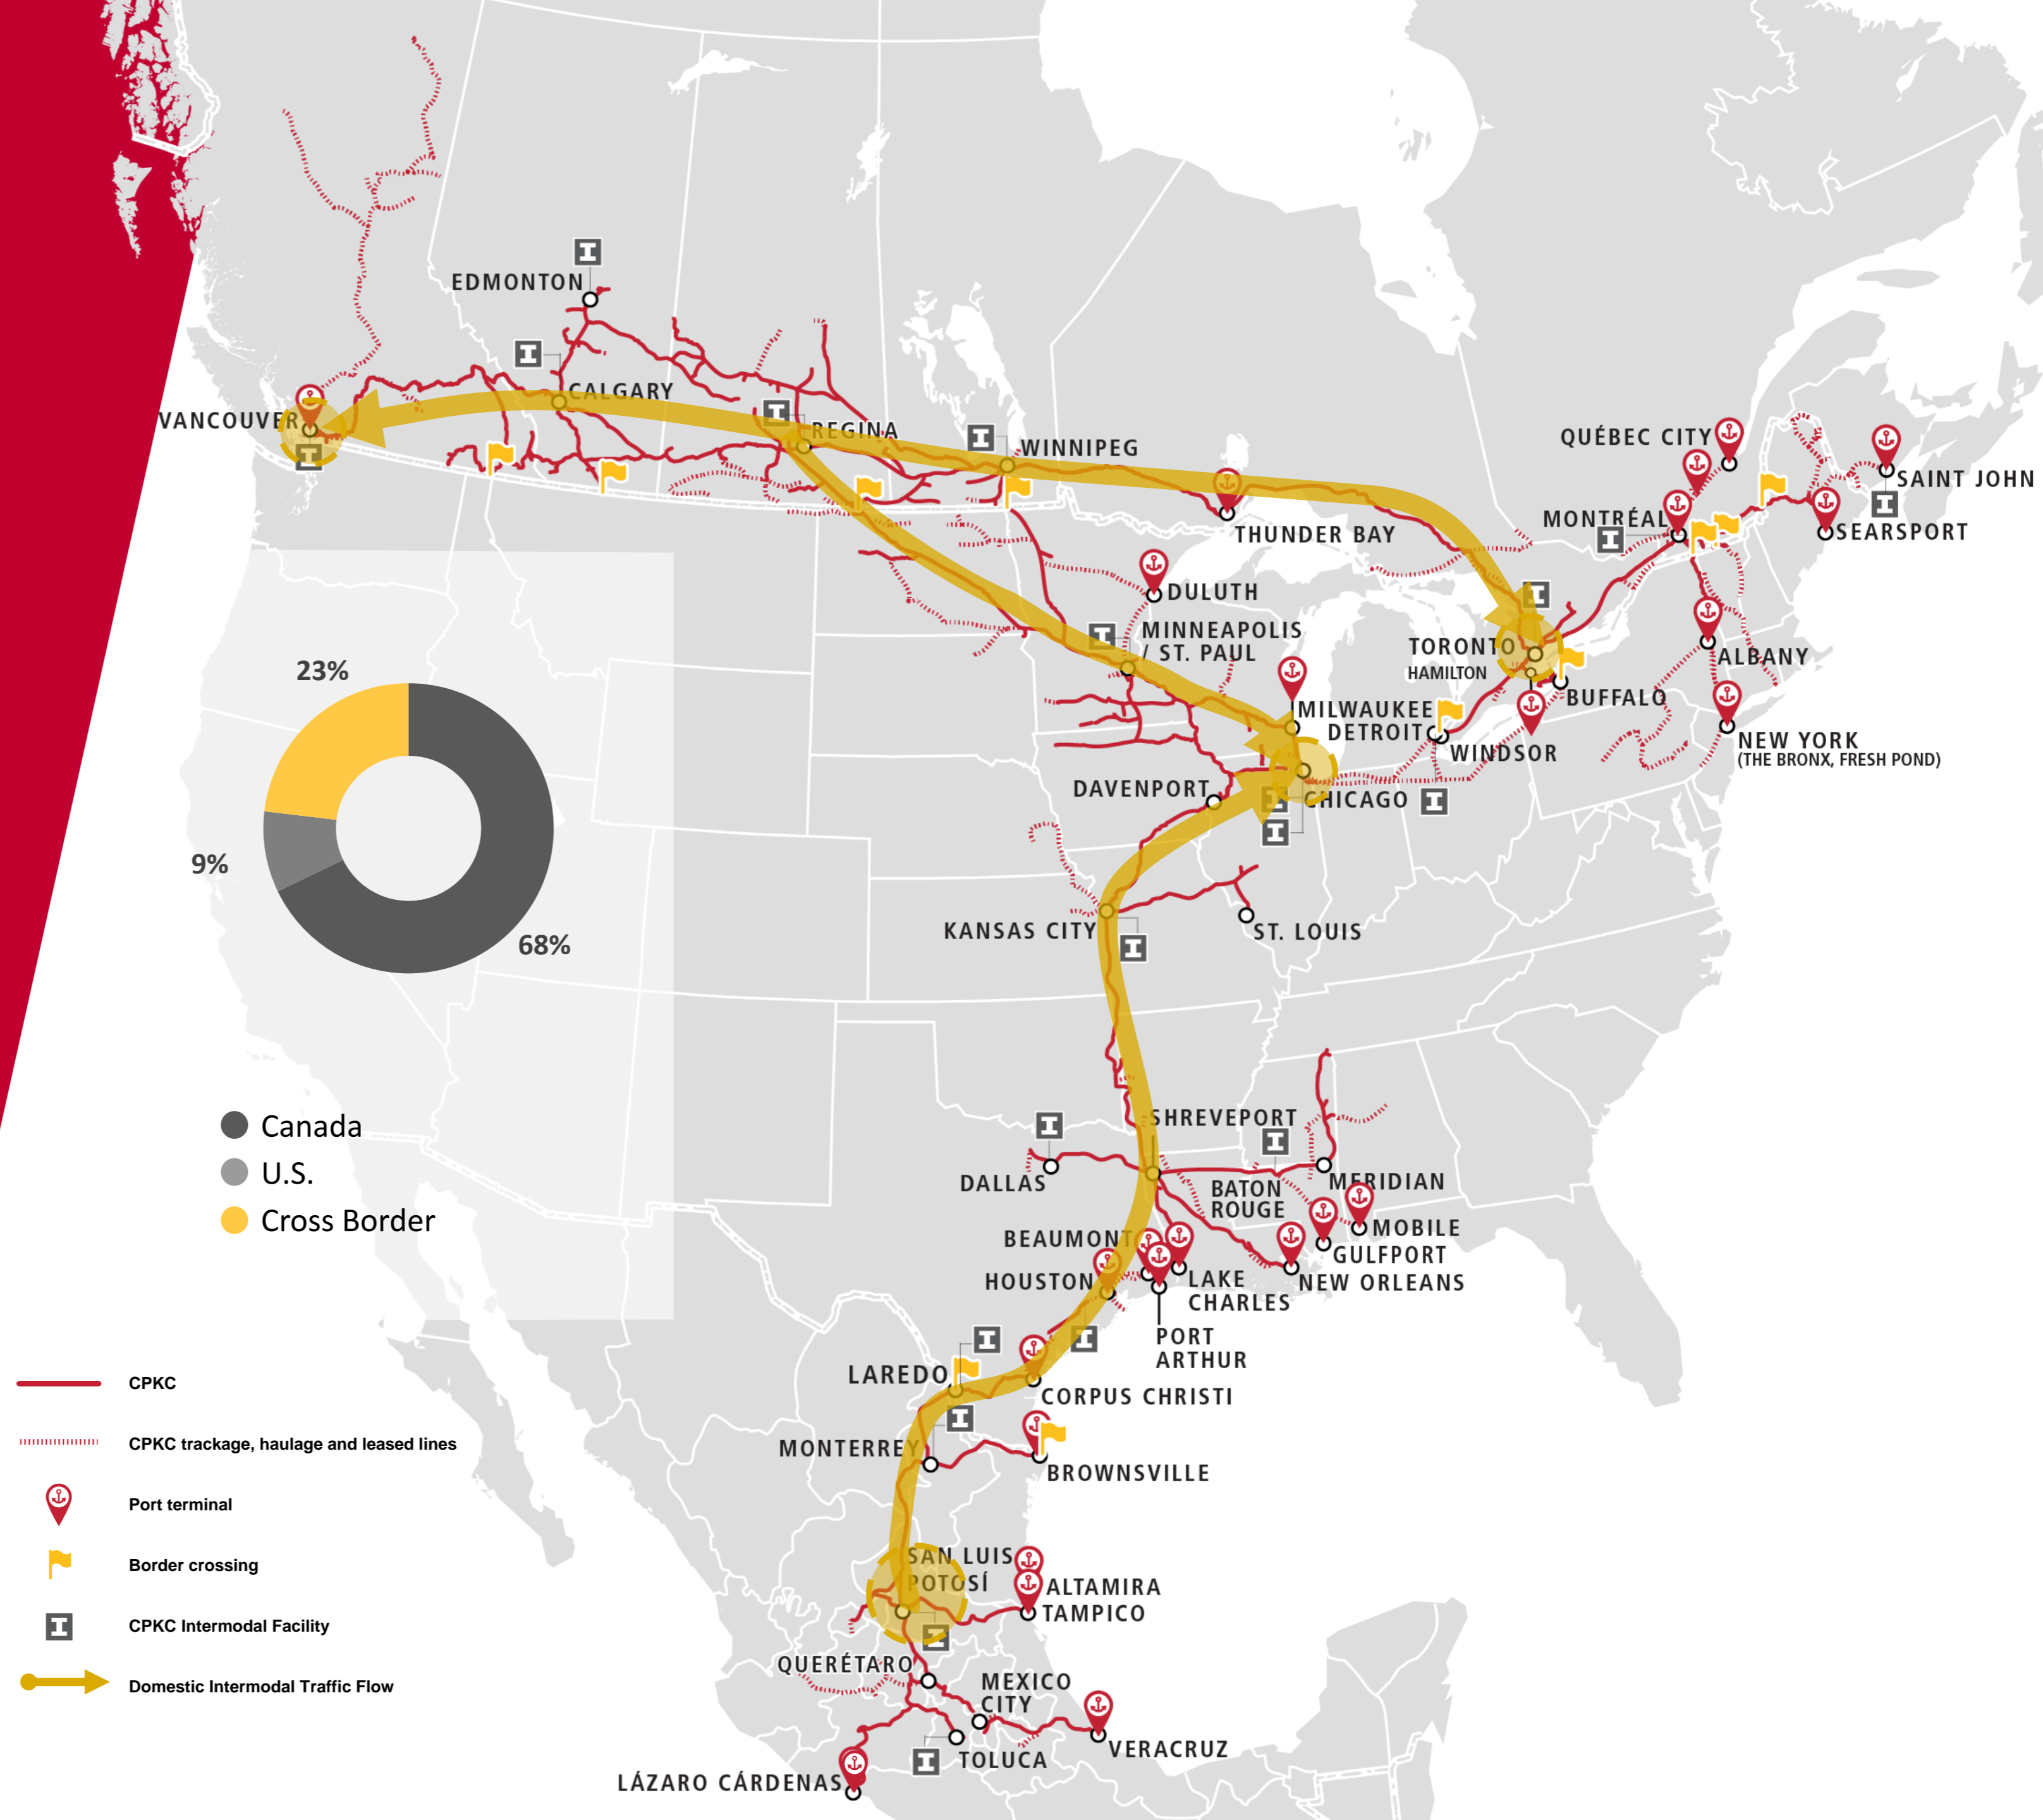 EDMONTON
CALGARY
VANCOUVER
REGINA
WINNIPEG
THUNDER BAY
QUÉBEC CITY
SAINT JOHN
MONTRÉAL
SEARSPORT
DULUTH
MINNEAPOLIS
/ ST. PAUL
TORONTO
HAMILTON
ALBANY
BUFFALO
MILWAUKEE
DETROIT
WINDSOR
NEW YORK
(THE BRONX, FRESH POND)
DAVENPORT
CHICAGO
KANSAS CITY
ST. LOUIS
23%
9%
68%
Canada
U.S.
Cross Border
SHREVEPORT
DALLAS
MERIDIAN
BATON
ROUGE
MOBILE
BEAUMONT
GULFPORT
HOUSTON
LAKE
CHARLES
NEW ORLEANS
PORT
ARTHUR
LAREDO
CORPUS CHRISTI
MONTERREY
BROWNSVILLE
SAN LUIS
POTOSÍ
ALTAMIRA
TAMPICO
QUERÉTARO
MEXICO
CITY
TOLUCA
VERACRUZ
LÁZARO CÁRDENAS
CPKC
CPKC trackage, haulage and leased lines
Port terminal
Border crossing
CPKC Intermodal Facility
Domestic Intermodal Traffic Flow